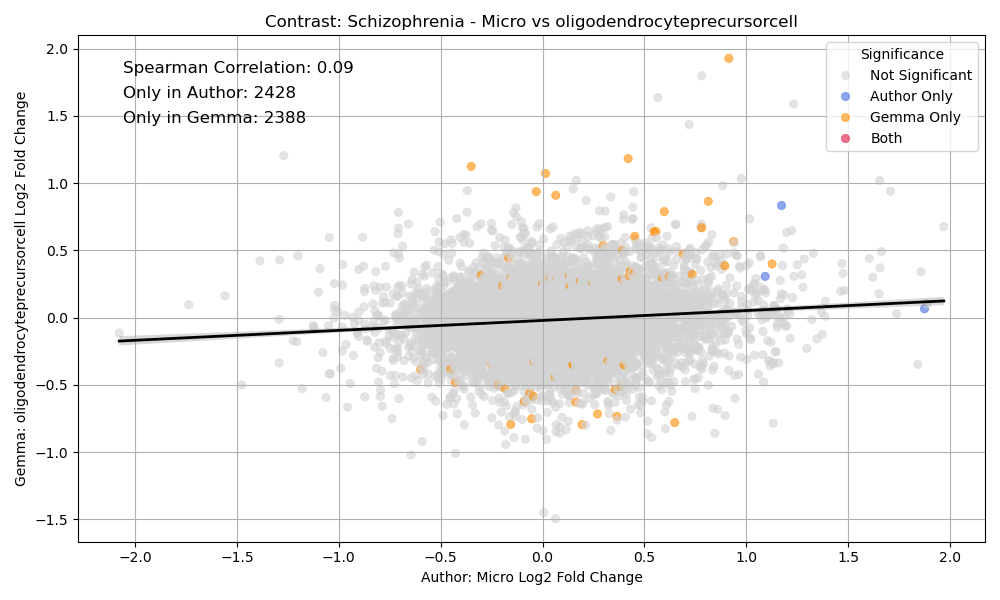 Contrast: Schizophrenia - Micro vs oligodendrocyteprecursorcell
Spearman Correlation: 0.09
Only in Author: 2428
Only in Gemma: 2388
Significance
Not Significant
Author Only
Gemma Only
Both
Gemma: oligodendrocyteprecursorcell Log2 Fold Change
2.0
1.5
1.0
0.5
0.0
−0.5
−1.0
−1.5
−2.0 −1.5 −1.0 −0.5 0.0 0.5 1.0 1.5 2.0
Author: Micro Log2 Fold Change